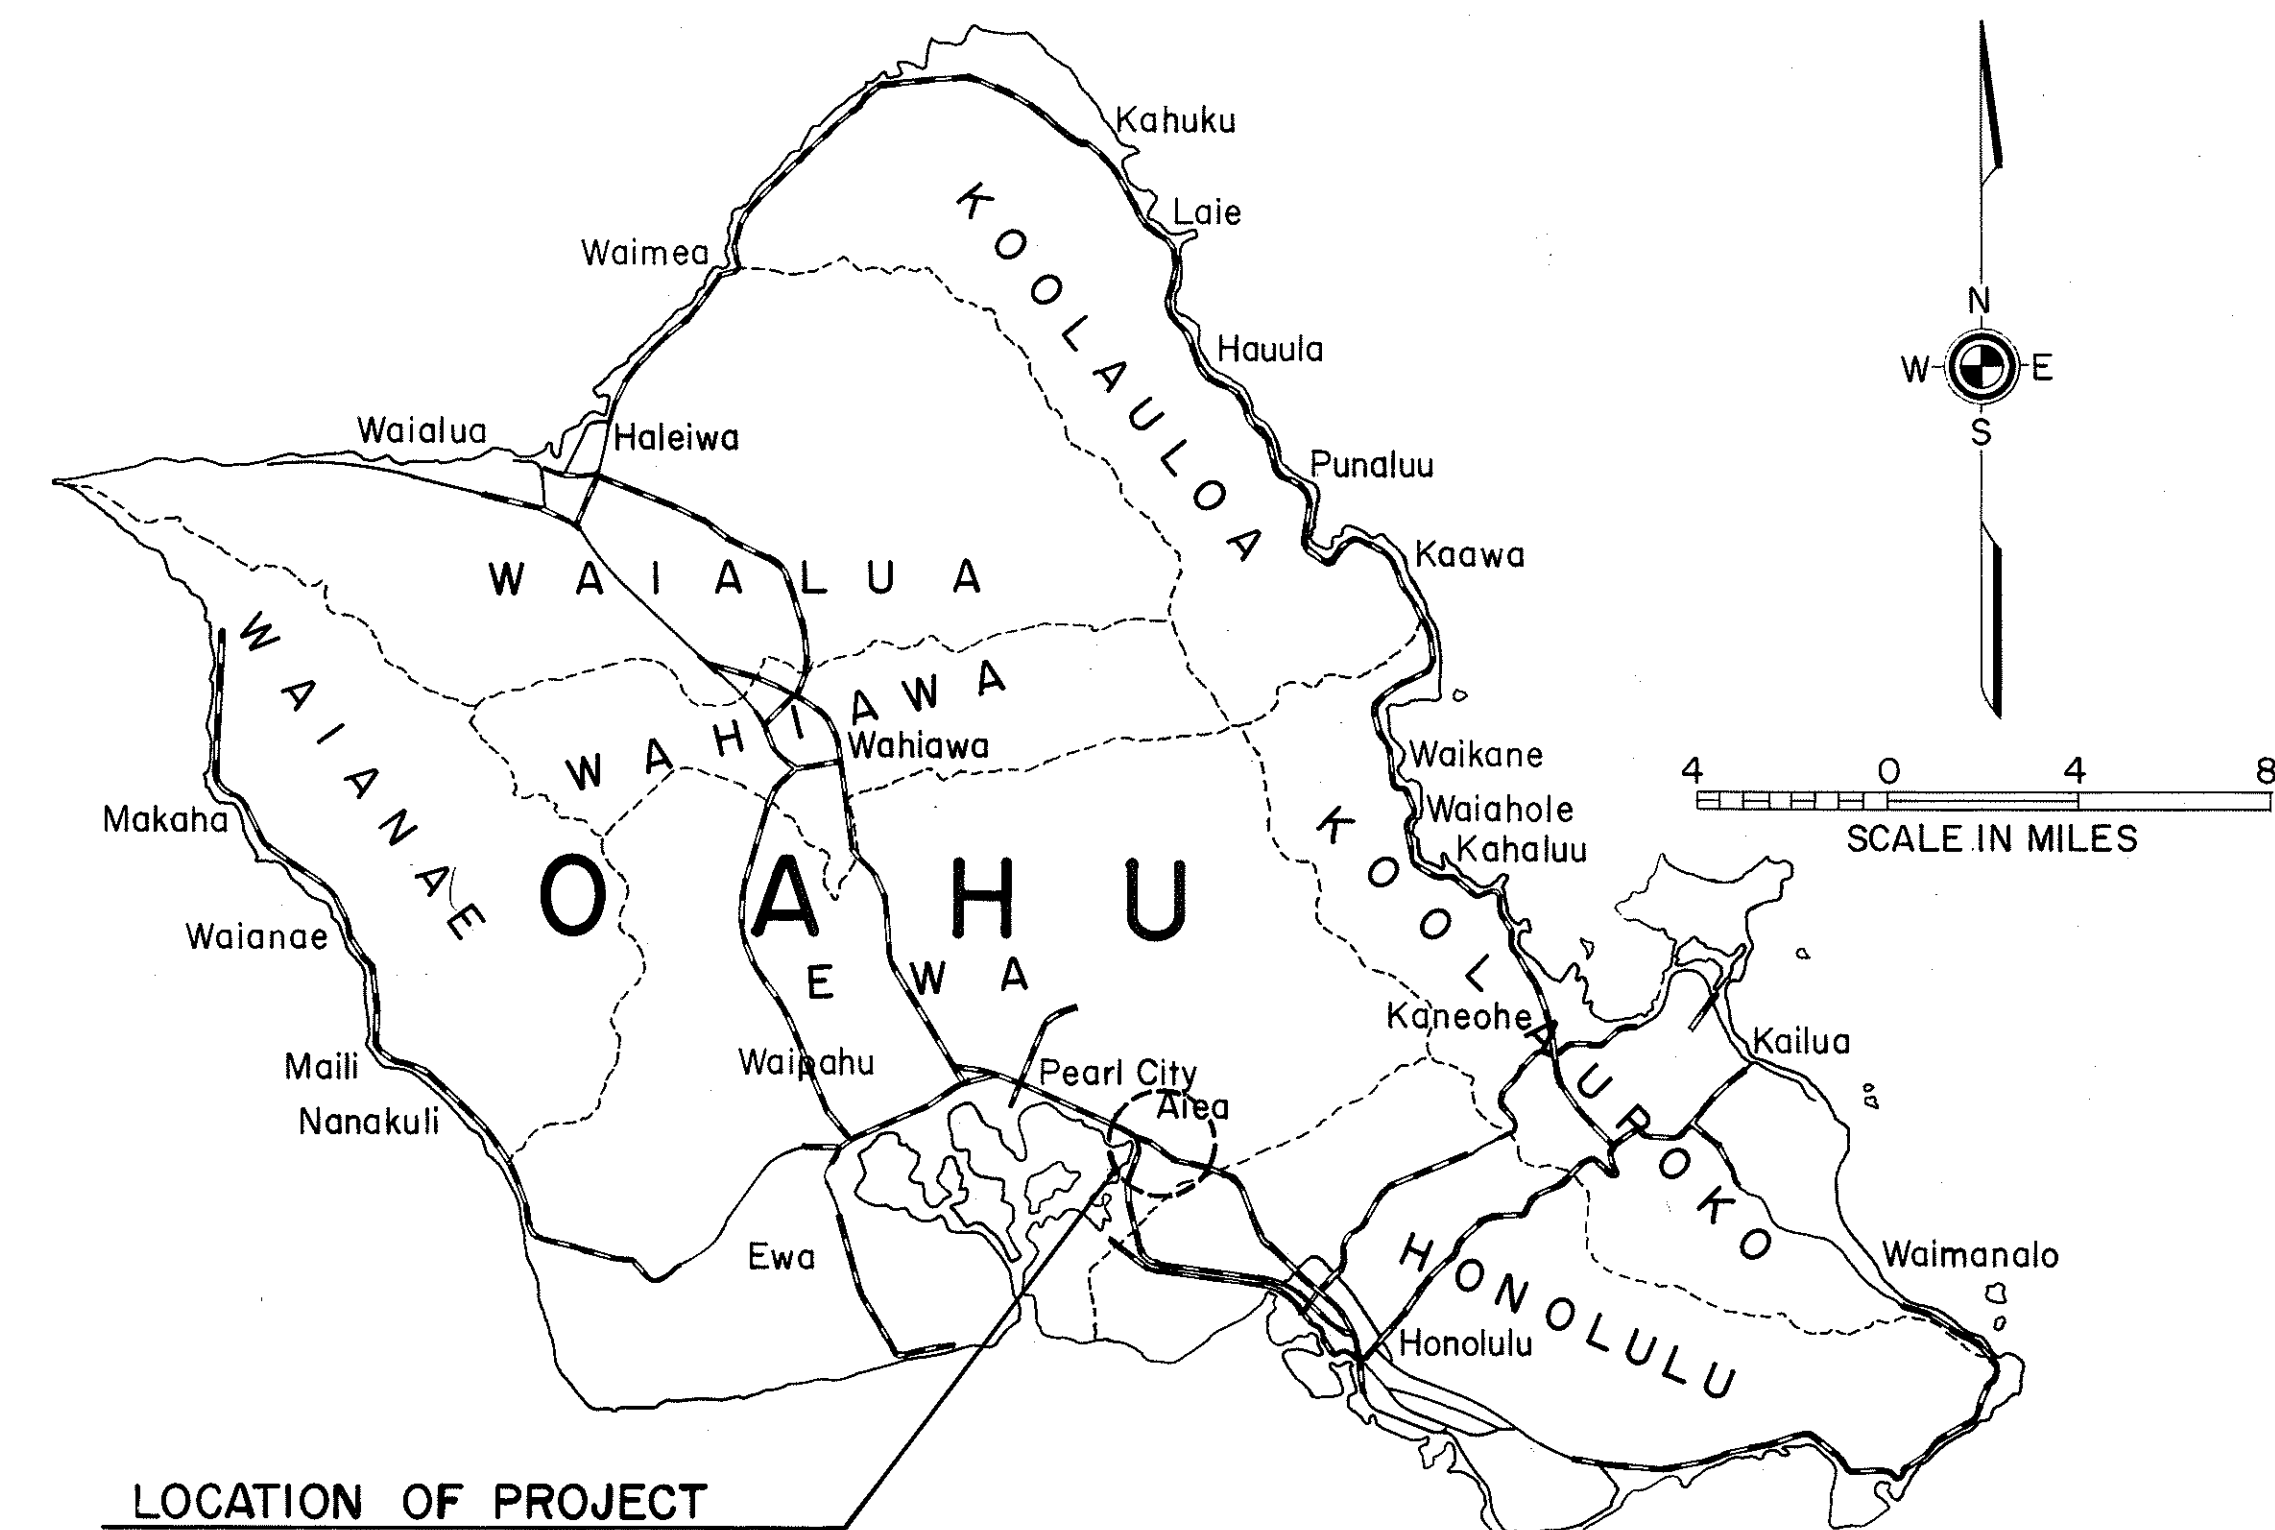 Kahuku
Laie
Waimea
KOOLAULOA
N
W E
S
Hauula
Waialua
Haleiwa
Punaluu
Kaawa
WAIALUA
WAIANAE
WAHIAWA
Wahiawa
Waikane
4 0 4 8
SCALE IN MILES
Waiahole
Kahaluu
Makaha
KOOLAUPOKO
OAHU
Waianae
EWA
Kaneohe
Kailua
Maili
Waipahu
Pearl City
Aiea
Nanakuli
Ewa
HONOLULU
Waimanalo
Honolulu
LOCATION OF PROJECT